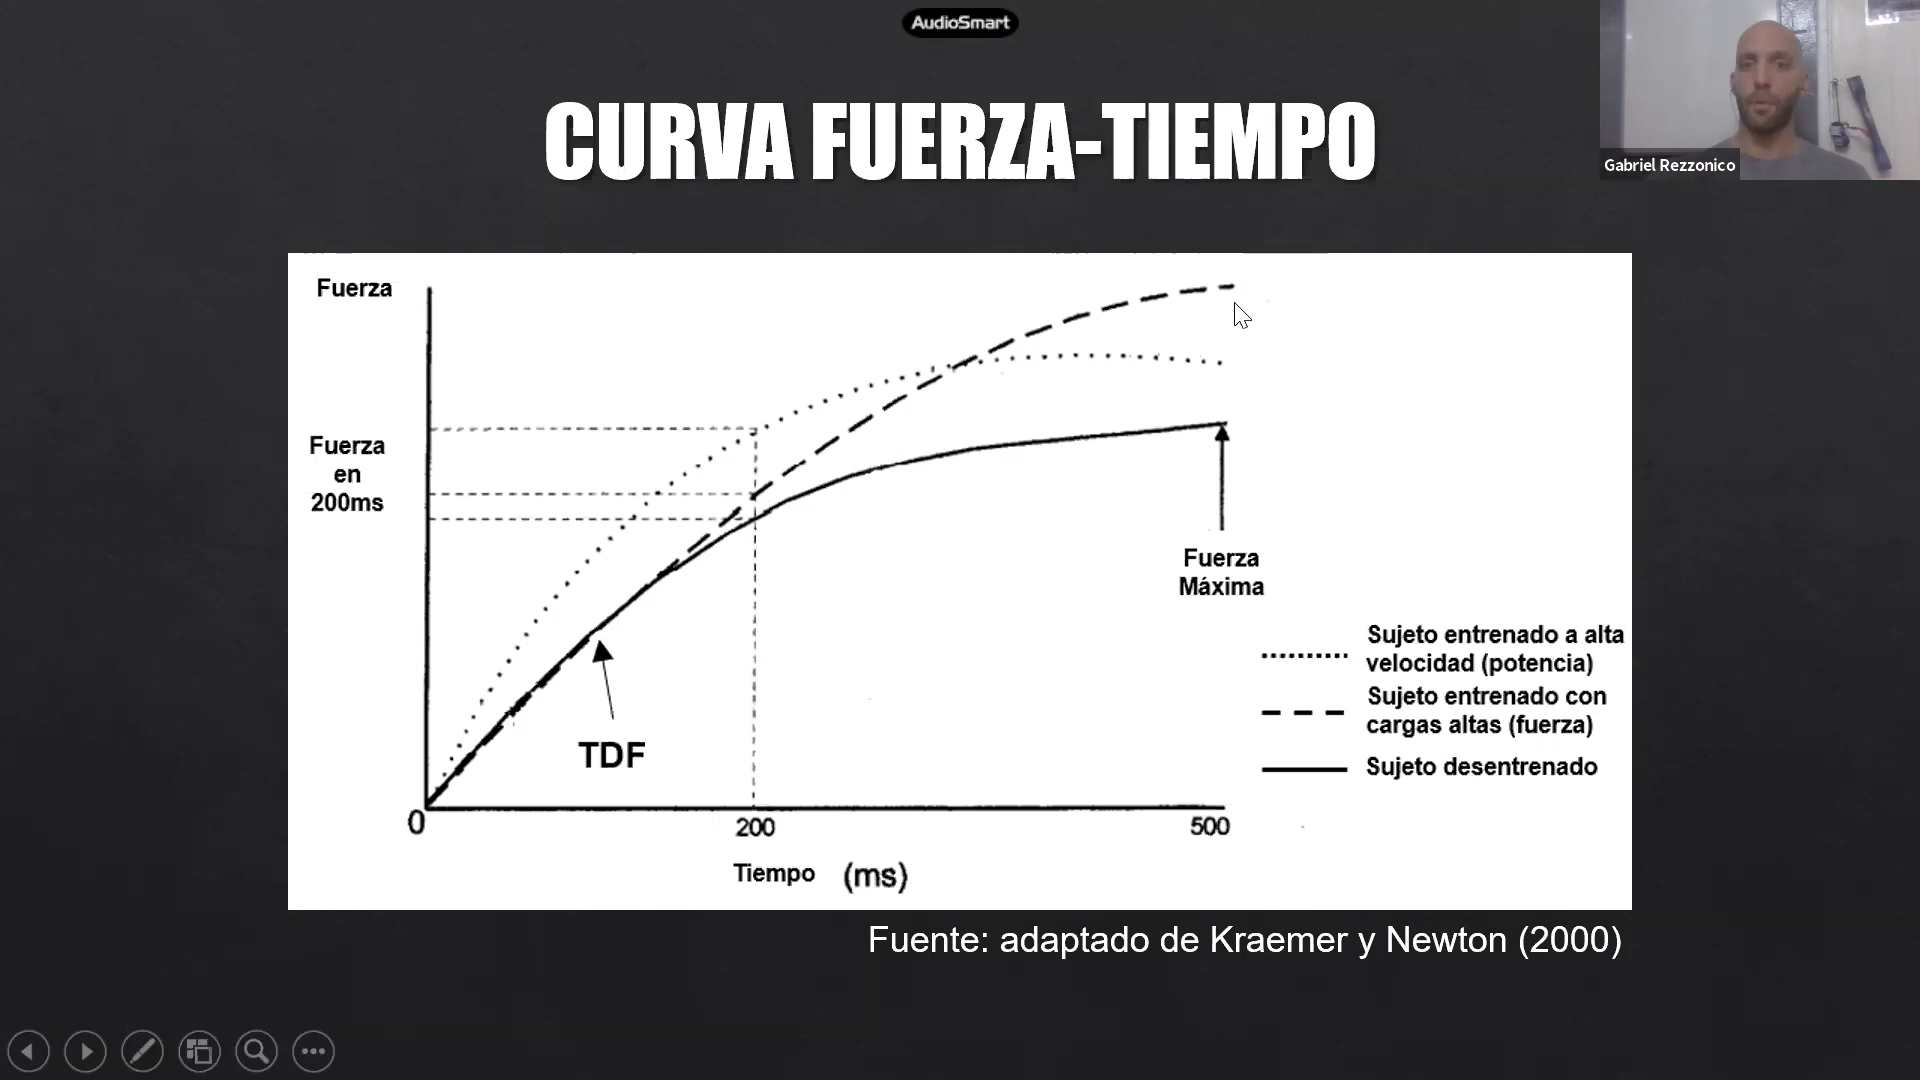 AudioSmart
CURVA FUERZA-TIEMPO
Gabriel Rezzonico
Fuerza
Fuerza
en
200ms
Fuerza
Máxima
TDF
Sujeto entrenado a alta
velocidad (potencia)
Sujeto entrenado con
cargas altas (fuerza)
Sujeto desentrenado
0
200
500
Tiempo (ms)
Fuente: adaptado de Kraemer y Newton (2000)